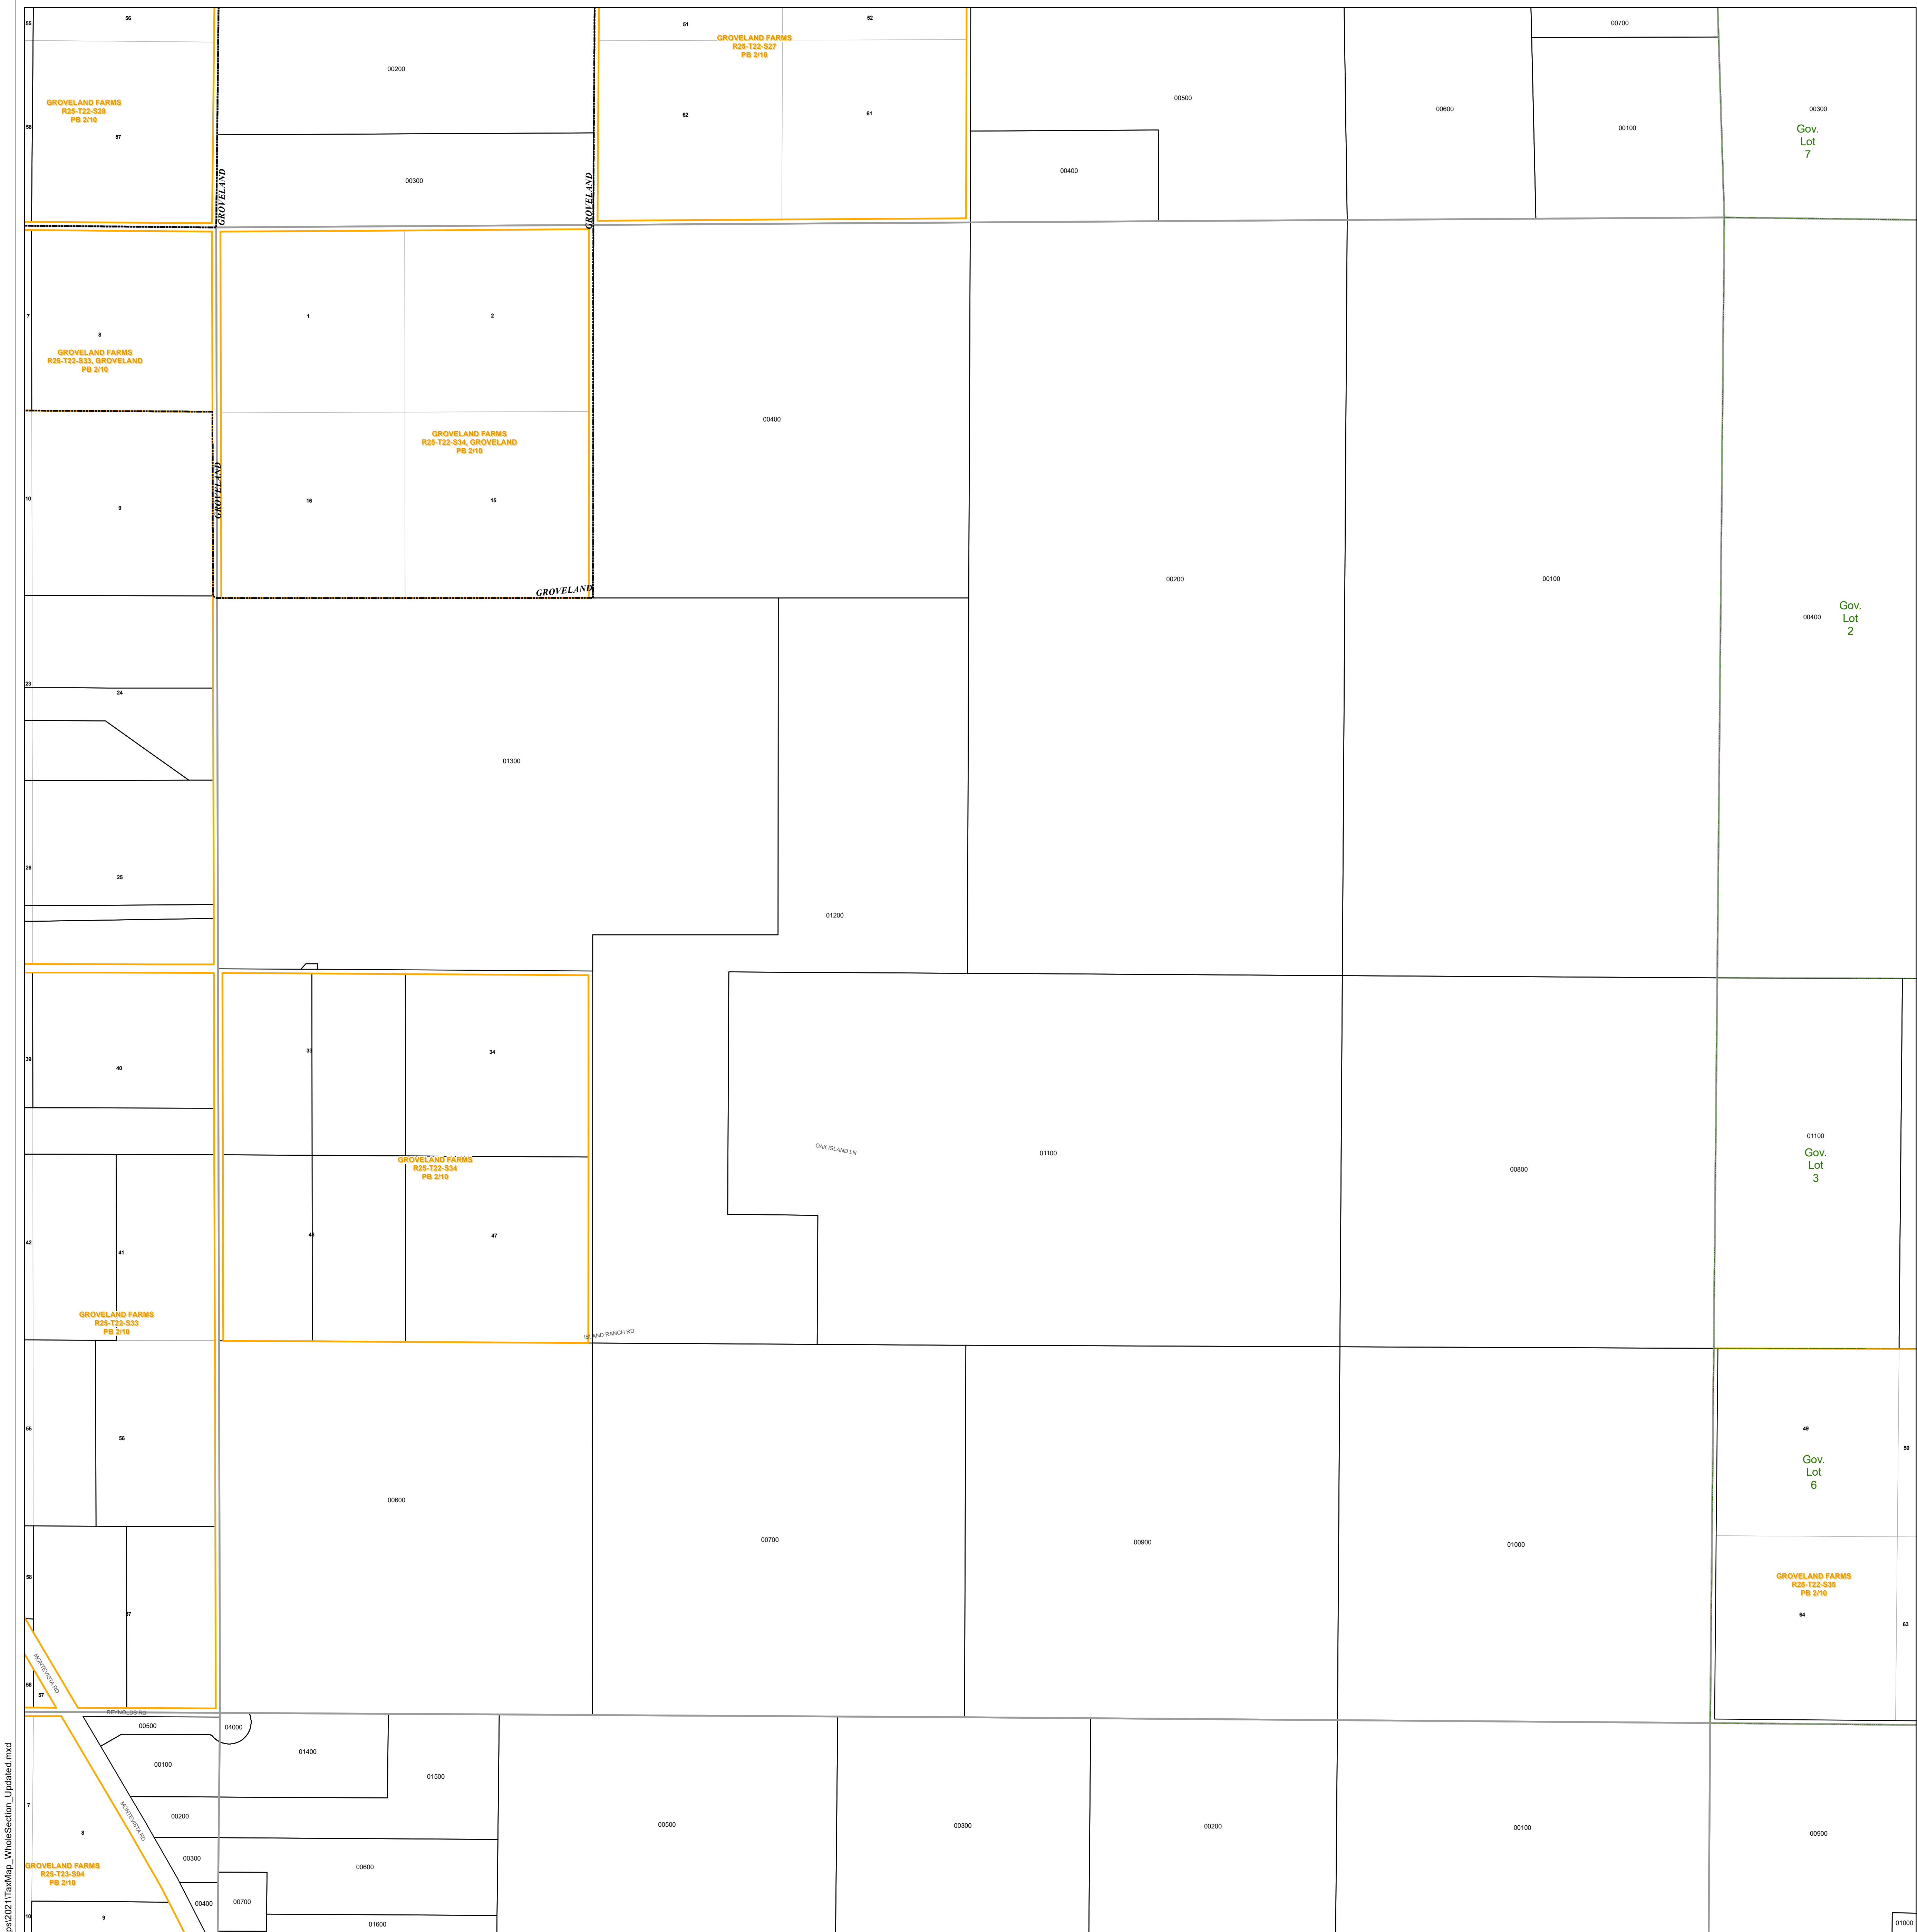 55
56
51
52
00700
GROVELAND FARMS
R25-T22-S27
PB 2/10
00200
00500
00600
00300
GROVELAND FARMS
R25-T22-S28
PB 2/10
58
57
62
61
00100
Gov.
Lot
7
00400
00300
GROVELAND
GROVELAND
7
8
1
2
GROVELAND FARMS
R25-T22-S33, GROVELAND
PB 2/10
00400
GROVELAND FARMS
R25-T22-S34, GROVELAND
PB 2/10
10
9
GROVELAND
16
15
GROVELAND
00200
00100
00400
Gov.
Lot
2
23
24
01300
26
25
01200
39
40
33
34
OAK ISLAND LN
01100
00800
01100
Gov.
Lot
3
GROVELAND FARMS
R25-T22-S34
PB 2/10
42
41
48
47
GROVELAND FARMS
R25-T22-S33
PB 2/10
ISLAND RANCH RD
55
56
49
50
Gov.
Lot
6
00600
00700
00900
01000
58
57
GROVELAND FARMS
R25-T22-S35
PB 2/10
64
63
MONTEVISTA RD
58
57
REYNOLDS RD
00500
04000
01400
00100
01500
7
8
MONTEVISTA RD
00200
00500
00300
00200
00100
00900
00300
00600
GROVELAND FARMS
R25-T23-S04
PB 2/10
00400
00700
10
9
01600
01000
ps\2021\TaxMap_WholeSection_Updated.mxd